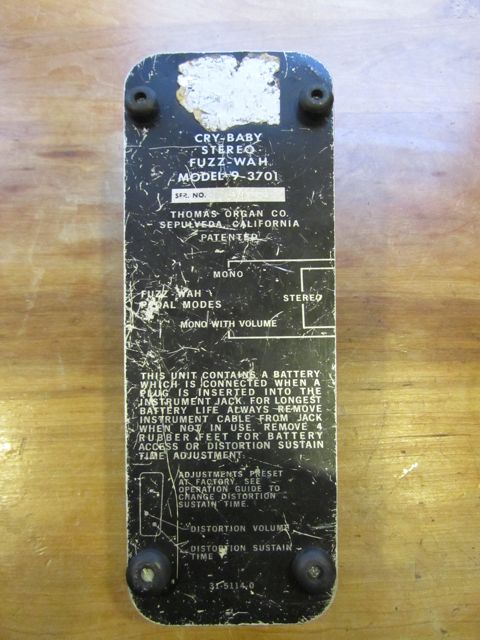 CRY-BABY
STEREO
FUZZ-WAH
MODEL 9-3701
SER. NO.
THOMAS ORGAN CO.
SEPULVEDA, CALIFORNIA
PATENTED
MONO
FUZZ-WAH
PEDAL MODES
STEREO
MONO WITH VOLUME
THIS UNIT CONTAINS A BATTERY
WHICH IS CONNECTED WHEN A
PLUG IS INSERTED INTO THE
INSTRUMENT JACK. FOR LONGEST
BATTERY LIFE ALWAYS REMOVE
INSTRUMENT CABLE FROM JACK
WHEN NOT IN USE. REMOVE 4
RUBBER FEET FOR BATTERY
ACCESS OR DISTORTION SUSTAIN
TIME ADJUSTMENT.
ADJUSTMENTS PRESET
AT FACTORY. SEE
OPERATION GUIDE TO
CHANGE DISTORTION
SUSTAIN TIME.
DISTORTION VOLUME
DISTORTION SUSTAIN
TIME
31-5114-0